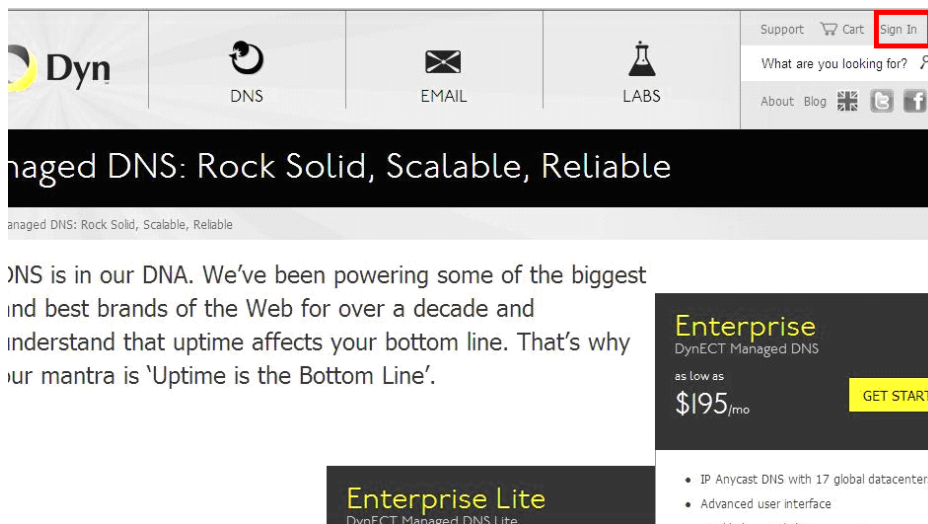 Support Cart Sign In
Dyn
DNS
EMAIL
LABS
What are you looking for?
About Blog
naged DNS: Rock Solid, Scalable, Reliable
anaged DNS: Rock Solid, Scalable, Reliable
DNS is in our DNA. We've been powering some of the biggest
and best brands of the Web for over a decade and
understand that uptime affects your bottom line. That's why
our mantra is 'Uptime is the Bottom Line'.
Enterprise
DynECT Managed DNS
as low as
$195/mo
GET START
• IP Anycast DNS with 17 global datacenters
• Advanced user interface
Enterprise Lite
DynECT Managed DNS Lite